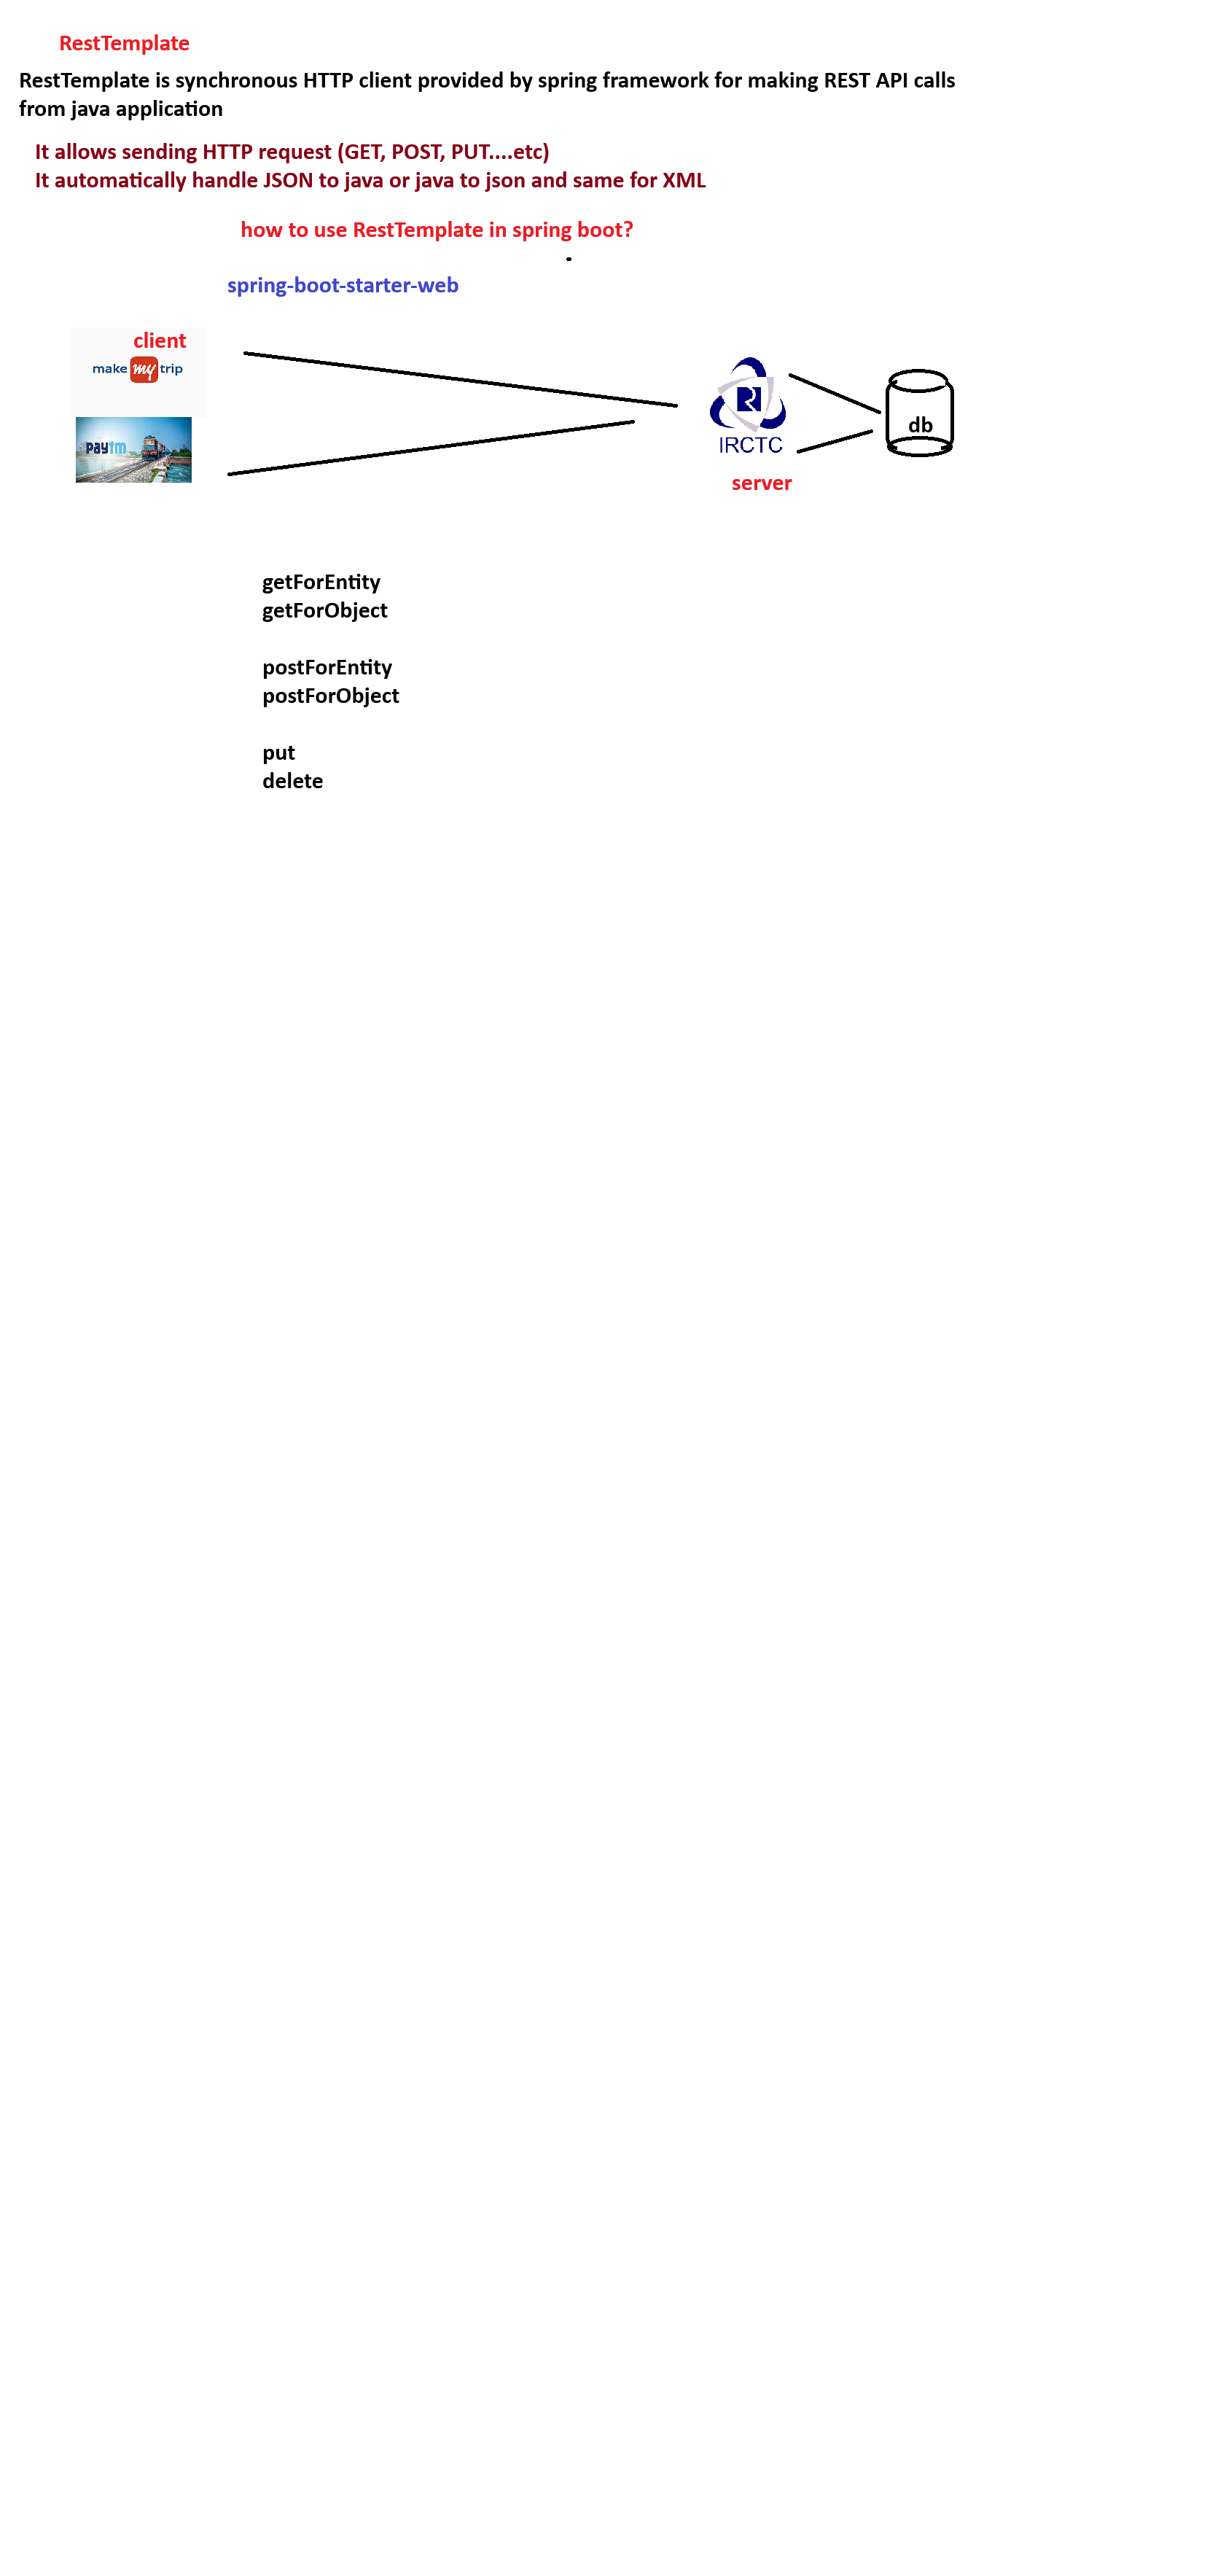 RestTemplate
RestTemplate is synchronous HTTP client provided by spring framework for making REST API calls
from java application
It allows sending HTTP request (GET, POST, PUT....etc)
It automatically handle JSON to java or java to json and same for XML
how to use RestTemplate in spring boot?
spring-boot-starter-web
client
make my trip
paytm
IRCTC
server
db
getForEntity
getForObject
postForEntity
postForObject
put
delete